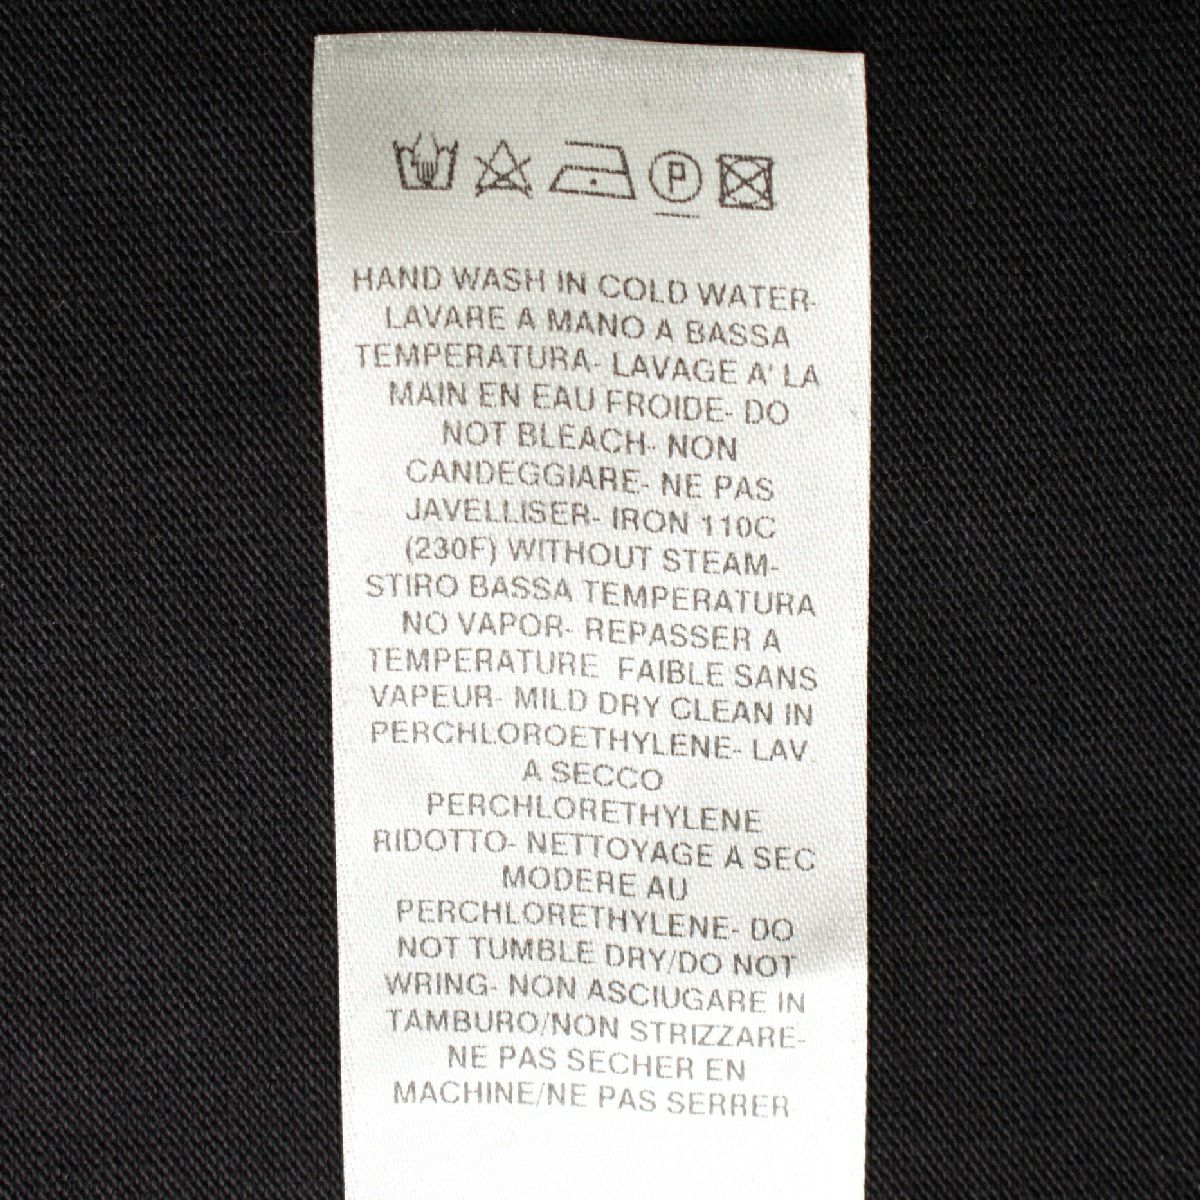 P
HAND WASH IN COLD WATER-
LAVARE A MANO A BASSA
TEMPERATURA- LAVAGE A' LA
MAIN EN EAU FROIDE- DO
NOT BLEACH- NON
CANDEGGIARE- NE PAS
JAVELLISER- IRON 110C
(230F) WITHOUT STEAM-
STIRO BASSA TEMPERATURA
NO VAPOR- REPASSER A
TEMPERATURE FAIBLE SANS
VAPEUR- MILD DRY CLEAN IN
PERCHLOROETHYLENE- LAV.
A SECCO
PERCHLORETHYLENE
RIDOTTO- NETTOYAGE A SEC
MODERE AU
PERCHLORETHYLENE- DO
NOT TUMBLE DRY/DO NOT
WRING- NON ASCIUGARE IN
TAMBURO/NON STRIZZARE-
NE PAS SECHER EN
MACHINE/NE PAS SERRER